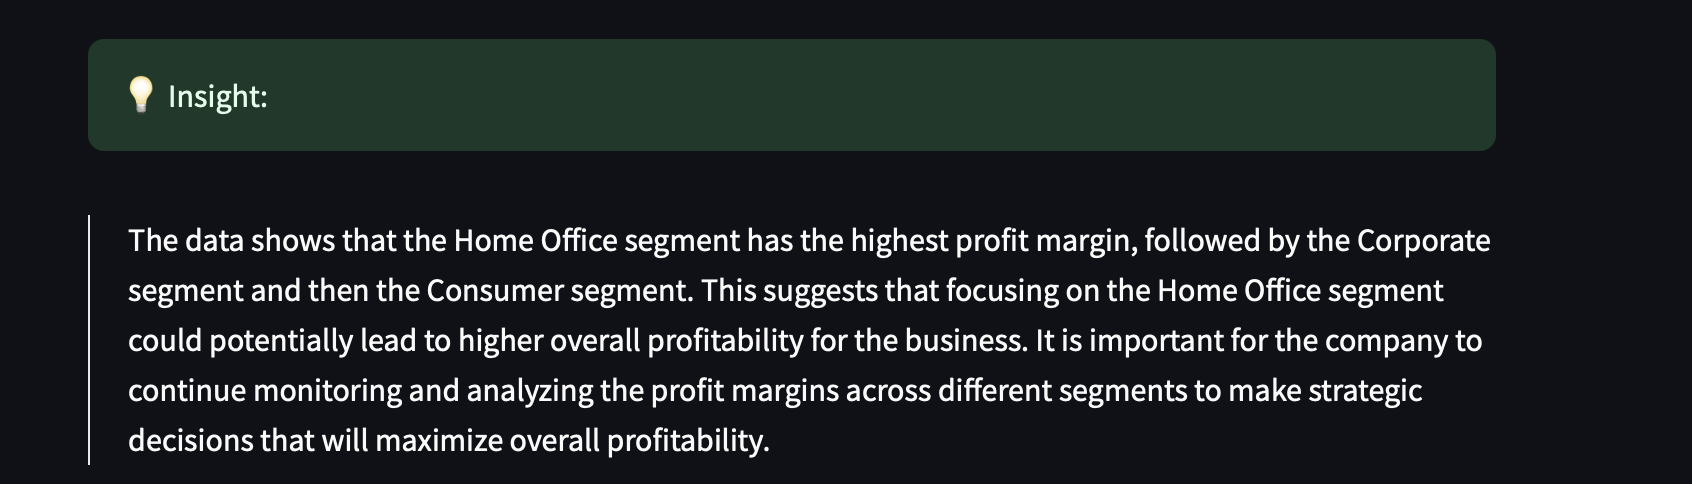 💡 Insight:
The data shows that the Home Office segment has the highest profit margin, followed by the Corporate
segment and then the Consumer segment. This suggests that focusing on the Home Office segment
could potentially lead to higher overall profitability for the business. It is important for the company to
continue monitoring and analyzing the profit margins across different segments to make strategic
decisions that will maximize overall profitability.